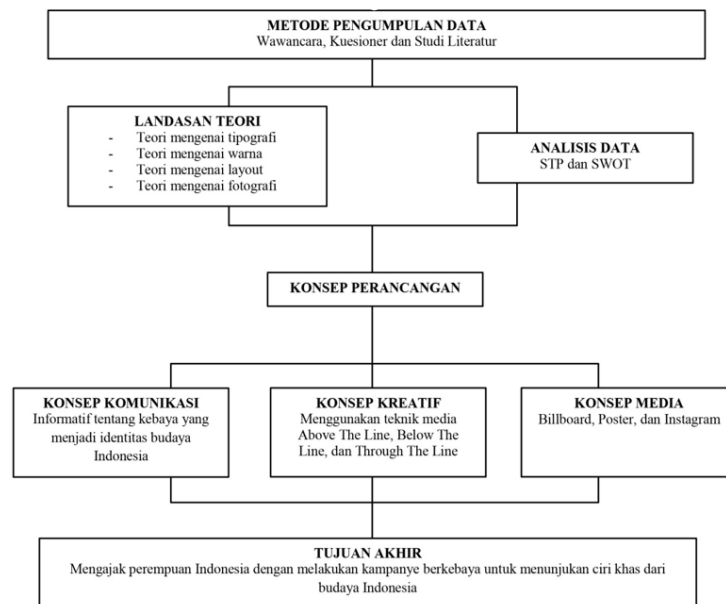 METODE PENGUMPULAN DATA
Wawancara, Kuesioner dan Studi Literatur
LANDASAN TEORI
- Teori mengenai tipografi
- Teori mengenai warna
- Teori mengenai layout
- Teori mengenai fotografi
ANALISIS DATA
STP dan SWOT
KONSEP PERANCANGAN
KONSEP KOMUNIKASI
Informatif tentang kebaya yang
menjadi identitas budaya
Indonesia
KONSEP KREATIF
Menggunakan teknik media
Above The Line, Below The
Line, dan Through The Line
KONSEP MEDIA
Billboard, Poster, dan Instagram
TUJUAN AKHIR
Mengajak perempuan Indonesia dengan melakukan kampanye berkebaya untuk menunjukan ciri khas dari
budaya Indonesia